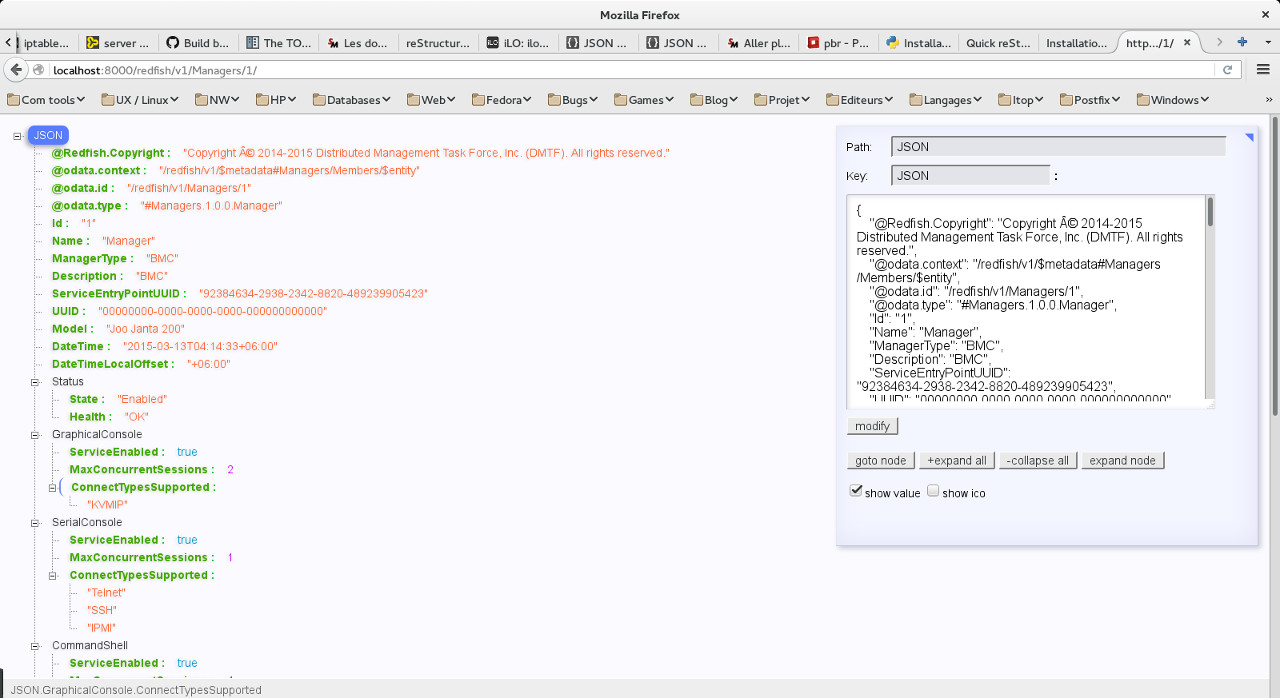 Mozilla Firefox
iptable... server ... Build b... The TO... Les do... reStructur... iLO: ilo... JSON ... JSON ... Aller pl... pbr - P... Installa... Quick reSt... Installatio... http.../1/
localhost:8000/redfish/v1/Managers/1/
Com tools UX / Linux NW HP Databases Web Fedora Bugs Games Blog Projet Editeurs Langages Itop Postfix Windows »
JSON
@Redfish.Copyright : "Copyright Â© 2014-2015 Distributed Management Task Force, Inc. (DMTF). All rights reserved."
@odata.context : "/redfish/v1/$metadata#Managers/Members/$entity"
@odata.id : "/redfish/v1/Managers/1"
@odata.type : "#Managers.1.0.0.Manager"
Id : "1"
Name : "Manager"
ManagerType : "BMC"
Description : "BMC"
ServiceEntryPointUUID : "92384634-2938-2342-8820-489239905423"
UUID : "00000000-0000-0000-0000-000000000000"
Model : "Joo Janta 200"
DateTime : "2015-03-13T04:14:33+06:00"
DateTimeLocalOffset : "+06:00"
Status
State : "Enabled"
Health : "OK"
GraphicalConsole
ServiceEnabled : true
MaxConcurrentSessions : 2
ConnectTypesSupported :
"KVMIP"
SerialConsole
ServiceEnabled : true
MaxConcurrentSessions : 1
ConnectTypesSupported :
"Telnet"
"SSH"
"IPMI"
CommandShell
ServiceEnabled : true
Path: JSON
Key: JSON :
{
"@Redfish.Copyright": "Copyright Â© 2014-2015
Distributed Management Task Force, Inc. (DMTF). All rights
reserved.",
"@odata.context": "/redfish/v1/$metadata#Managers
/Members/$entity",
"@odata.id": "/redfish/v1/Managers/1",
"@odata.type": "#Managers.1.0.0.Manager",
"Id": "1",
"Name": "Manager",
"ManagerType": "BMC",
"Description": "BMC",
"ServiceEntryPointUUID":
"92384634-2938-2342-8820-489239905423",
"UUID": "00000000-0000-0000-0000-000000000000"
modify
goto node +expand all -collapse all expand node
show value show ico
JSON.GraphicalConsole.ConnectTypesSupported